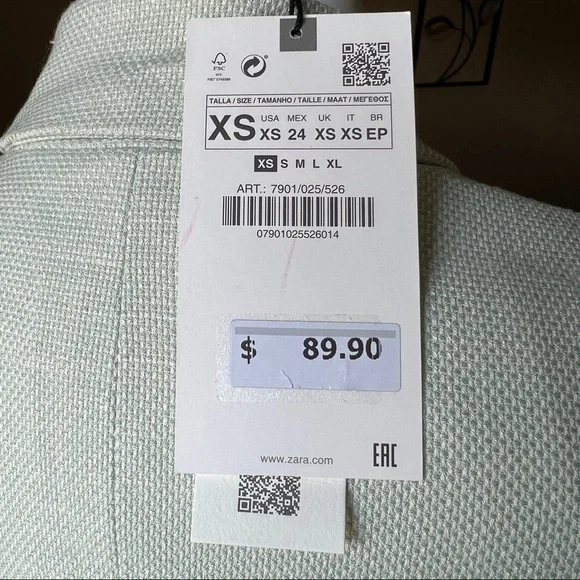 FSC
TALLA / SIZE / TAMANHO / TAILLE / MAAT / ΜΕΓΕΘΟΣ
XS USA XS MEX 24 UK XS IT XS BR EP
XS S M L XL
ART.: 7901/025/526
07901025526014
$ 89.90
www.zara.com
EAC